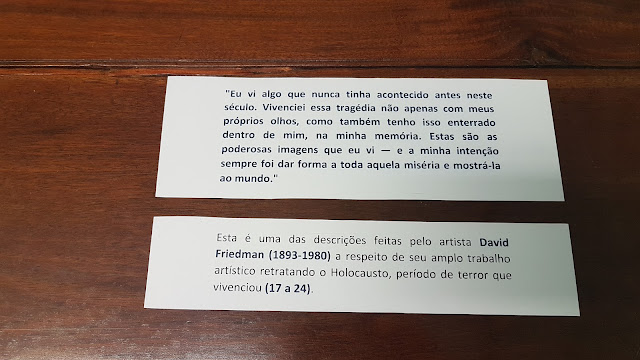 "Eu vi algo que nunca tinha acontecido antes neste
século. Vivenciei essa tragédia não apenas com meus
próprios olhos, como também tenho isso enterrado
dentro de mim, na minha memória. Estas são as
poderosas imagens que eu vi — e a minha intenção
sempre foi dar forma a toda aquela miséria e mostrá-la
ao mundo."
Esta é uma das descrições feitas pelo artista David
Friedman (1893-1980) a respeito de seu amplo trabalho
artístico retratando o Holocausto, período de terror que
vivenciou (17 a 24).